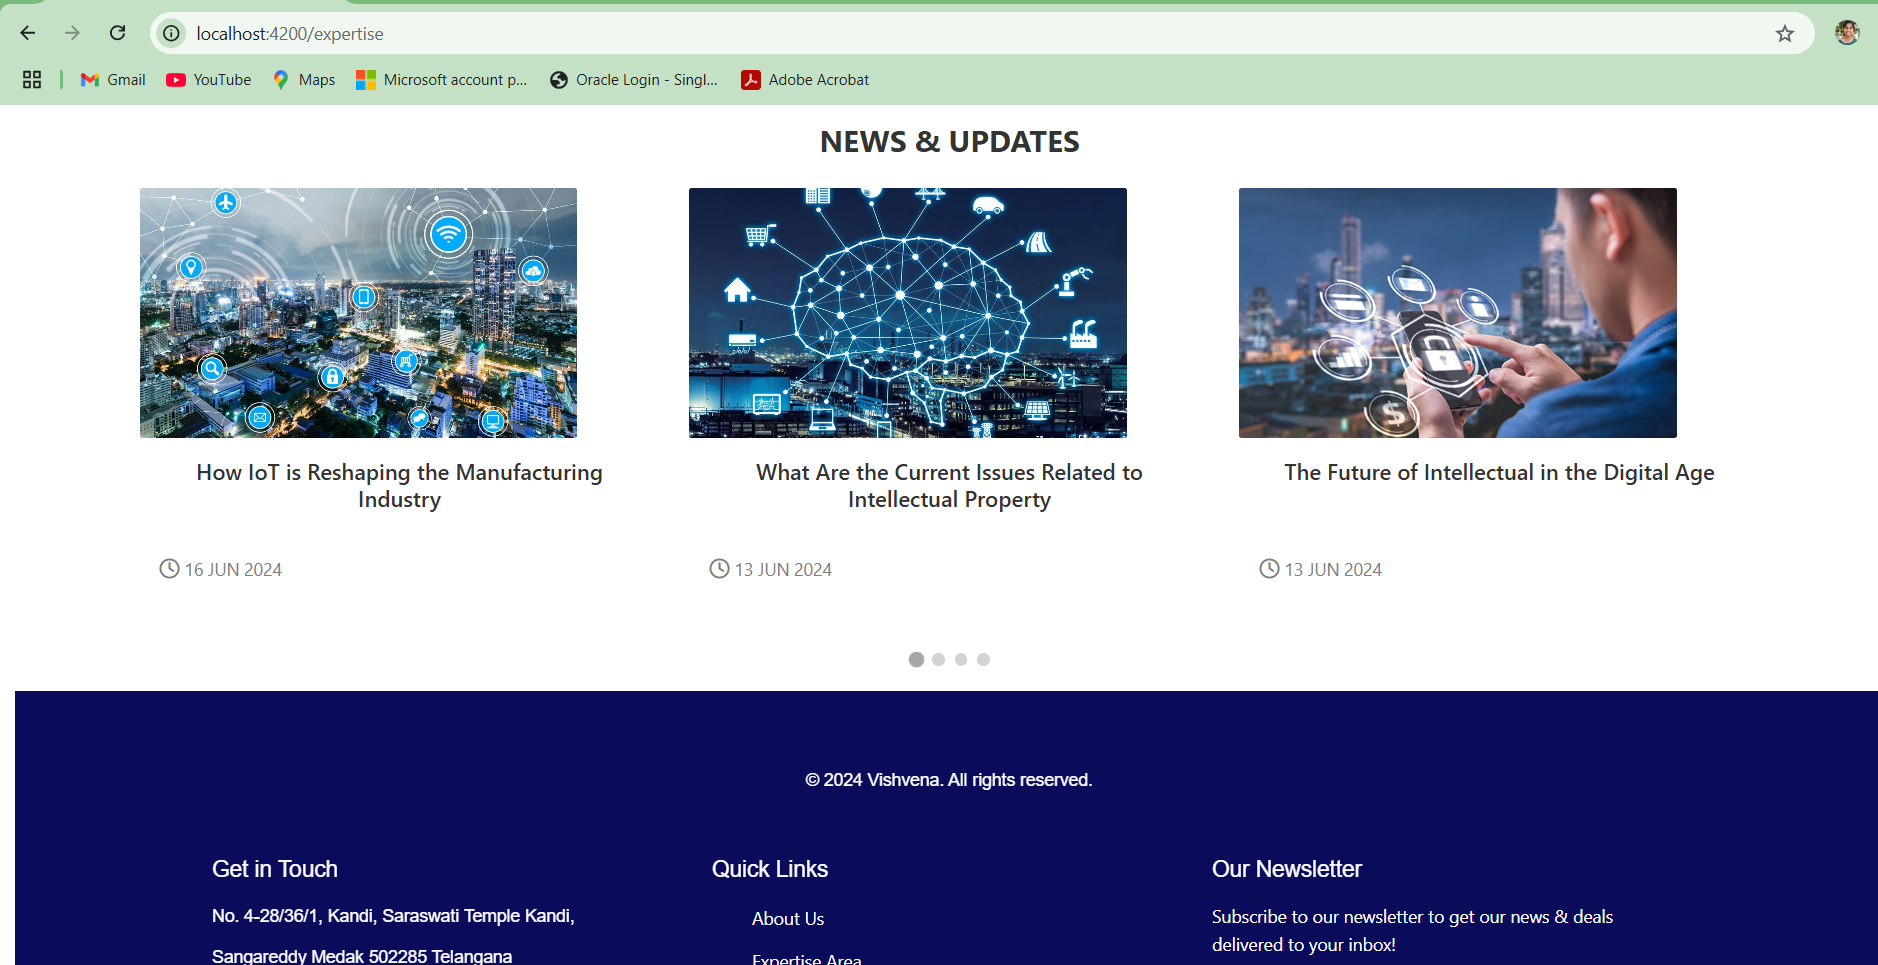 localhost:4200/expertise
Gmail
YouTube
Maps
Microsoft account p...
Oracle Login - Singl...
Adobe Acrobat
NEWS & UPDATES
How IoT is Reshaping the Manufacturing
Industry
What Are the Current Issues Related to
Intellectual Property
The Future of Intellectual in the Digital Age
16 JUN 2024
13 JUN 2024
13 JUN 2024
© 2024 Vishvena. All rights reserved.
Get in Touch
No. 4-28/36/1, Kandi, Saraswati Temple Kandi,
Sangareddy Medak 502285 Telangana
Quick Links
About Us
Expertise Area
Our Newsletter
Subscribe to our newsletter to get our news & deals
delivered to your inbox!